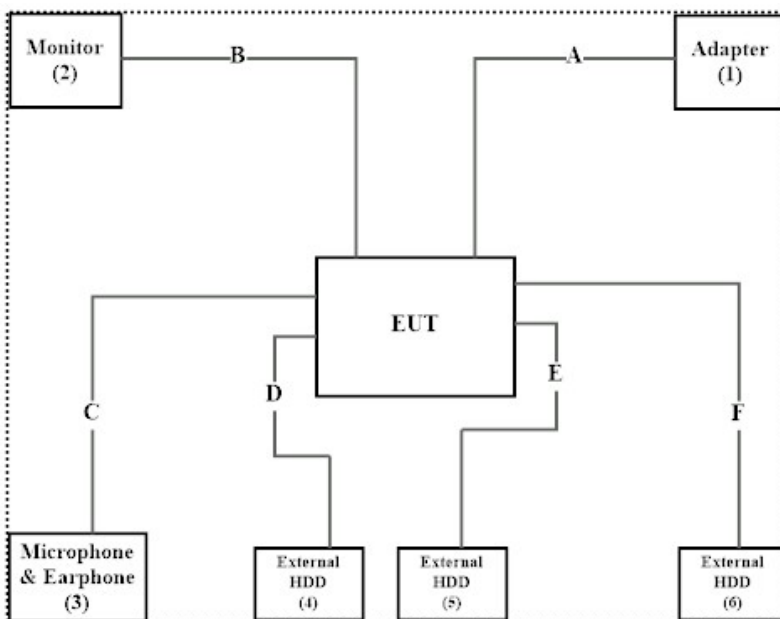 Monitor
(2)
B
A
Adapter
(1)
EUT
C
D
E
F
Microphone
& Earphone
(3)
External
HDD
(4)
External
HDD
(5)
External
HDD
(6)